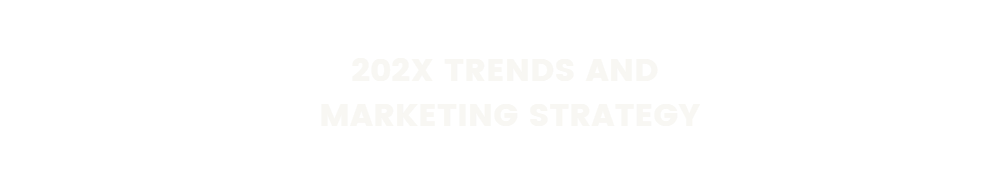 202X TRENDS AND
MARKETING STRATEGY